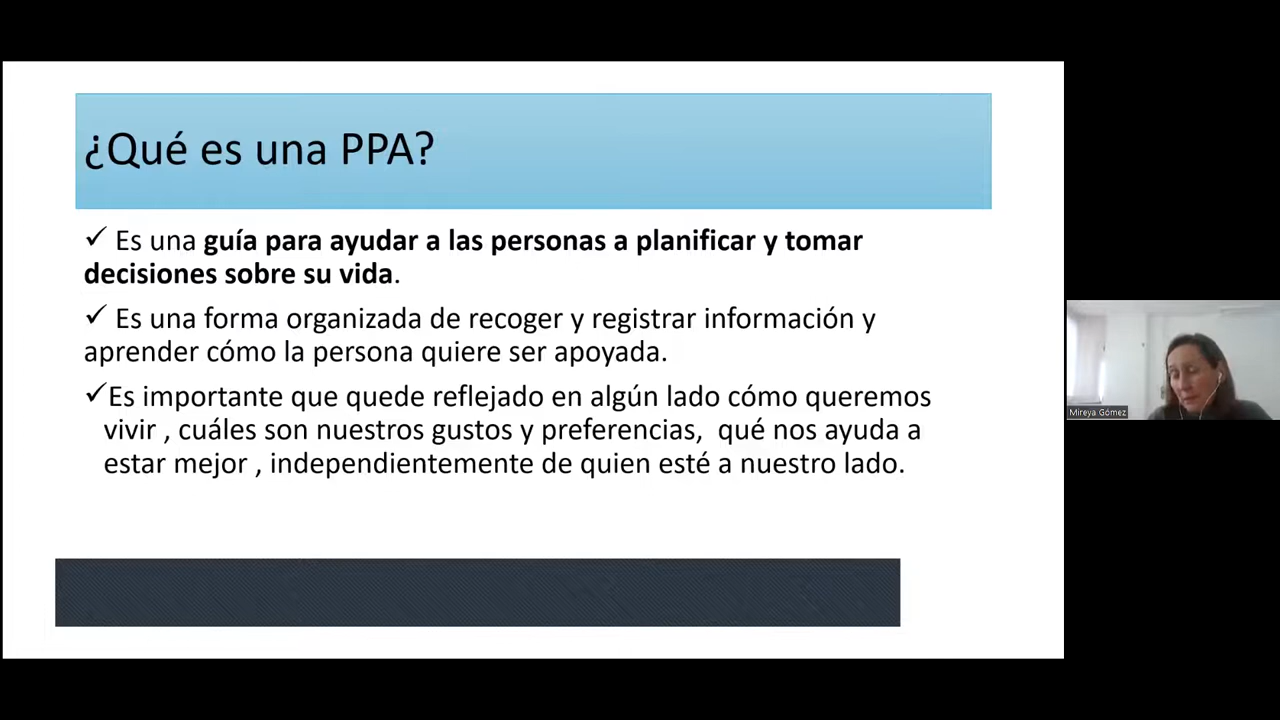 ¿Qué es una PPA?
✓ Es una guía para ayudar a las personas a planificar y tomar
decisiones sobre su vida.
✓ Es una forma organizada de recoger y registrar información y
aprender cómo la persona quiere ser apoyada.
✓Es importante que quede reflejado en algún lado cómo queremos
vivir , cuáles son nuestros gustos y preferencias, qué nos ayuda a
estar mejor , independientemente de quien esté a nuestro lado.
Mireya Gómez